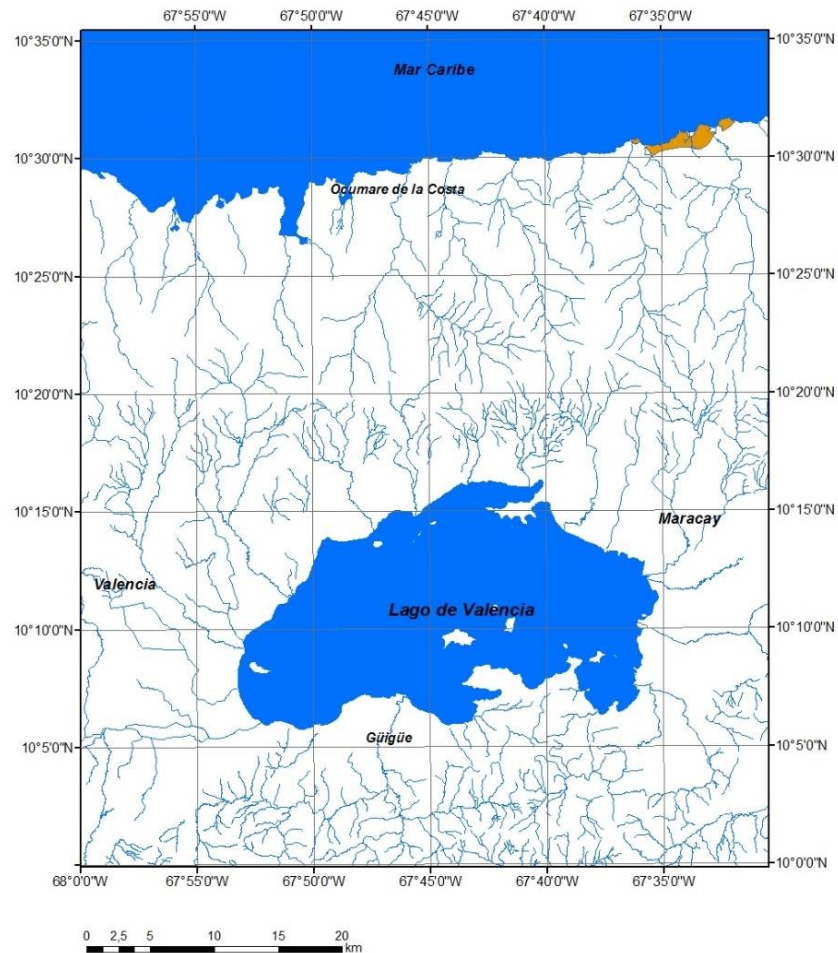 67°55'0"W 67°50'0"W 67°45'0"W 67°40'0"W 67°35'0"W
10°35'0"N 10°35'0"N
Mar Caribe
10°30'0"N 10°30'0"N
Ocumare de la Costa
10°25'0"N 10°25'0"N
10°20'0"N 10°20'0"N
10°15'0"N 10°15'0"N
Maracay
Valencia
Lago de Valencia
10°10'0"N 10°10'0"N
Güigüe
10°5'0"N 10°5'0"N
10°0'0"N
68°0'0"W 67°55'0"W 67°50'0"W 67°45'0"W 67°40'0"W 67°35'0"W
0 2,5 5 10 15 20
km